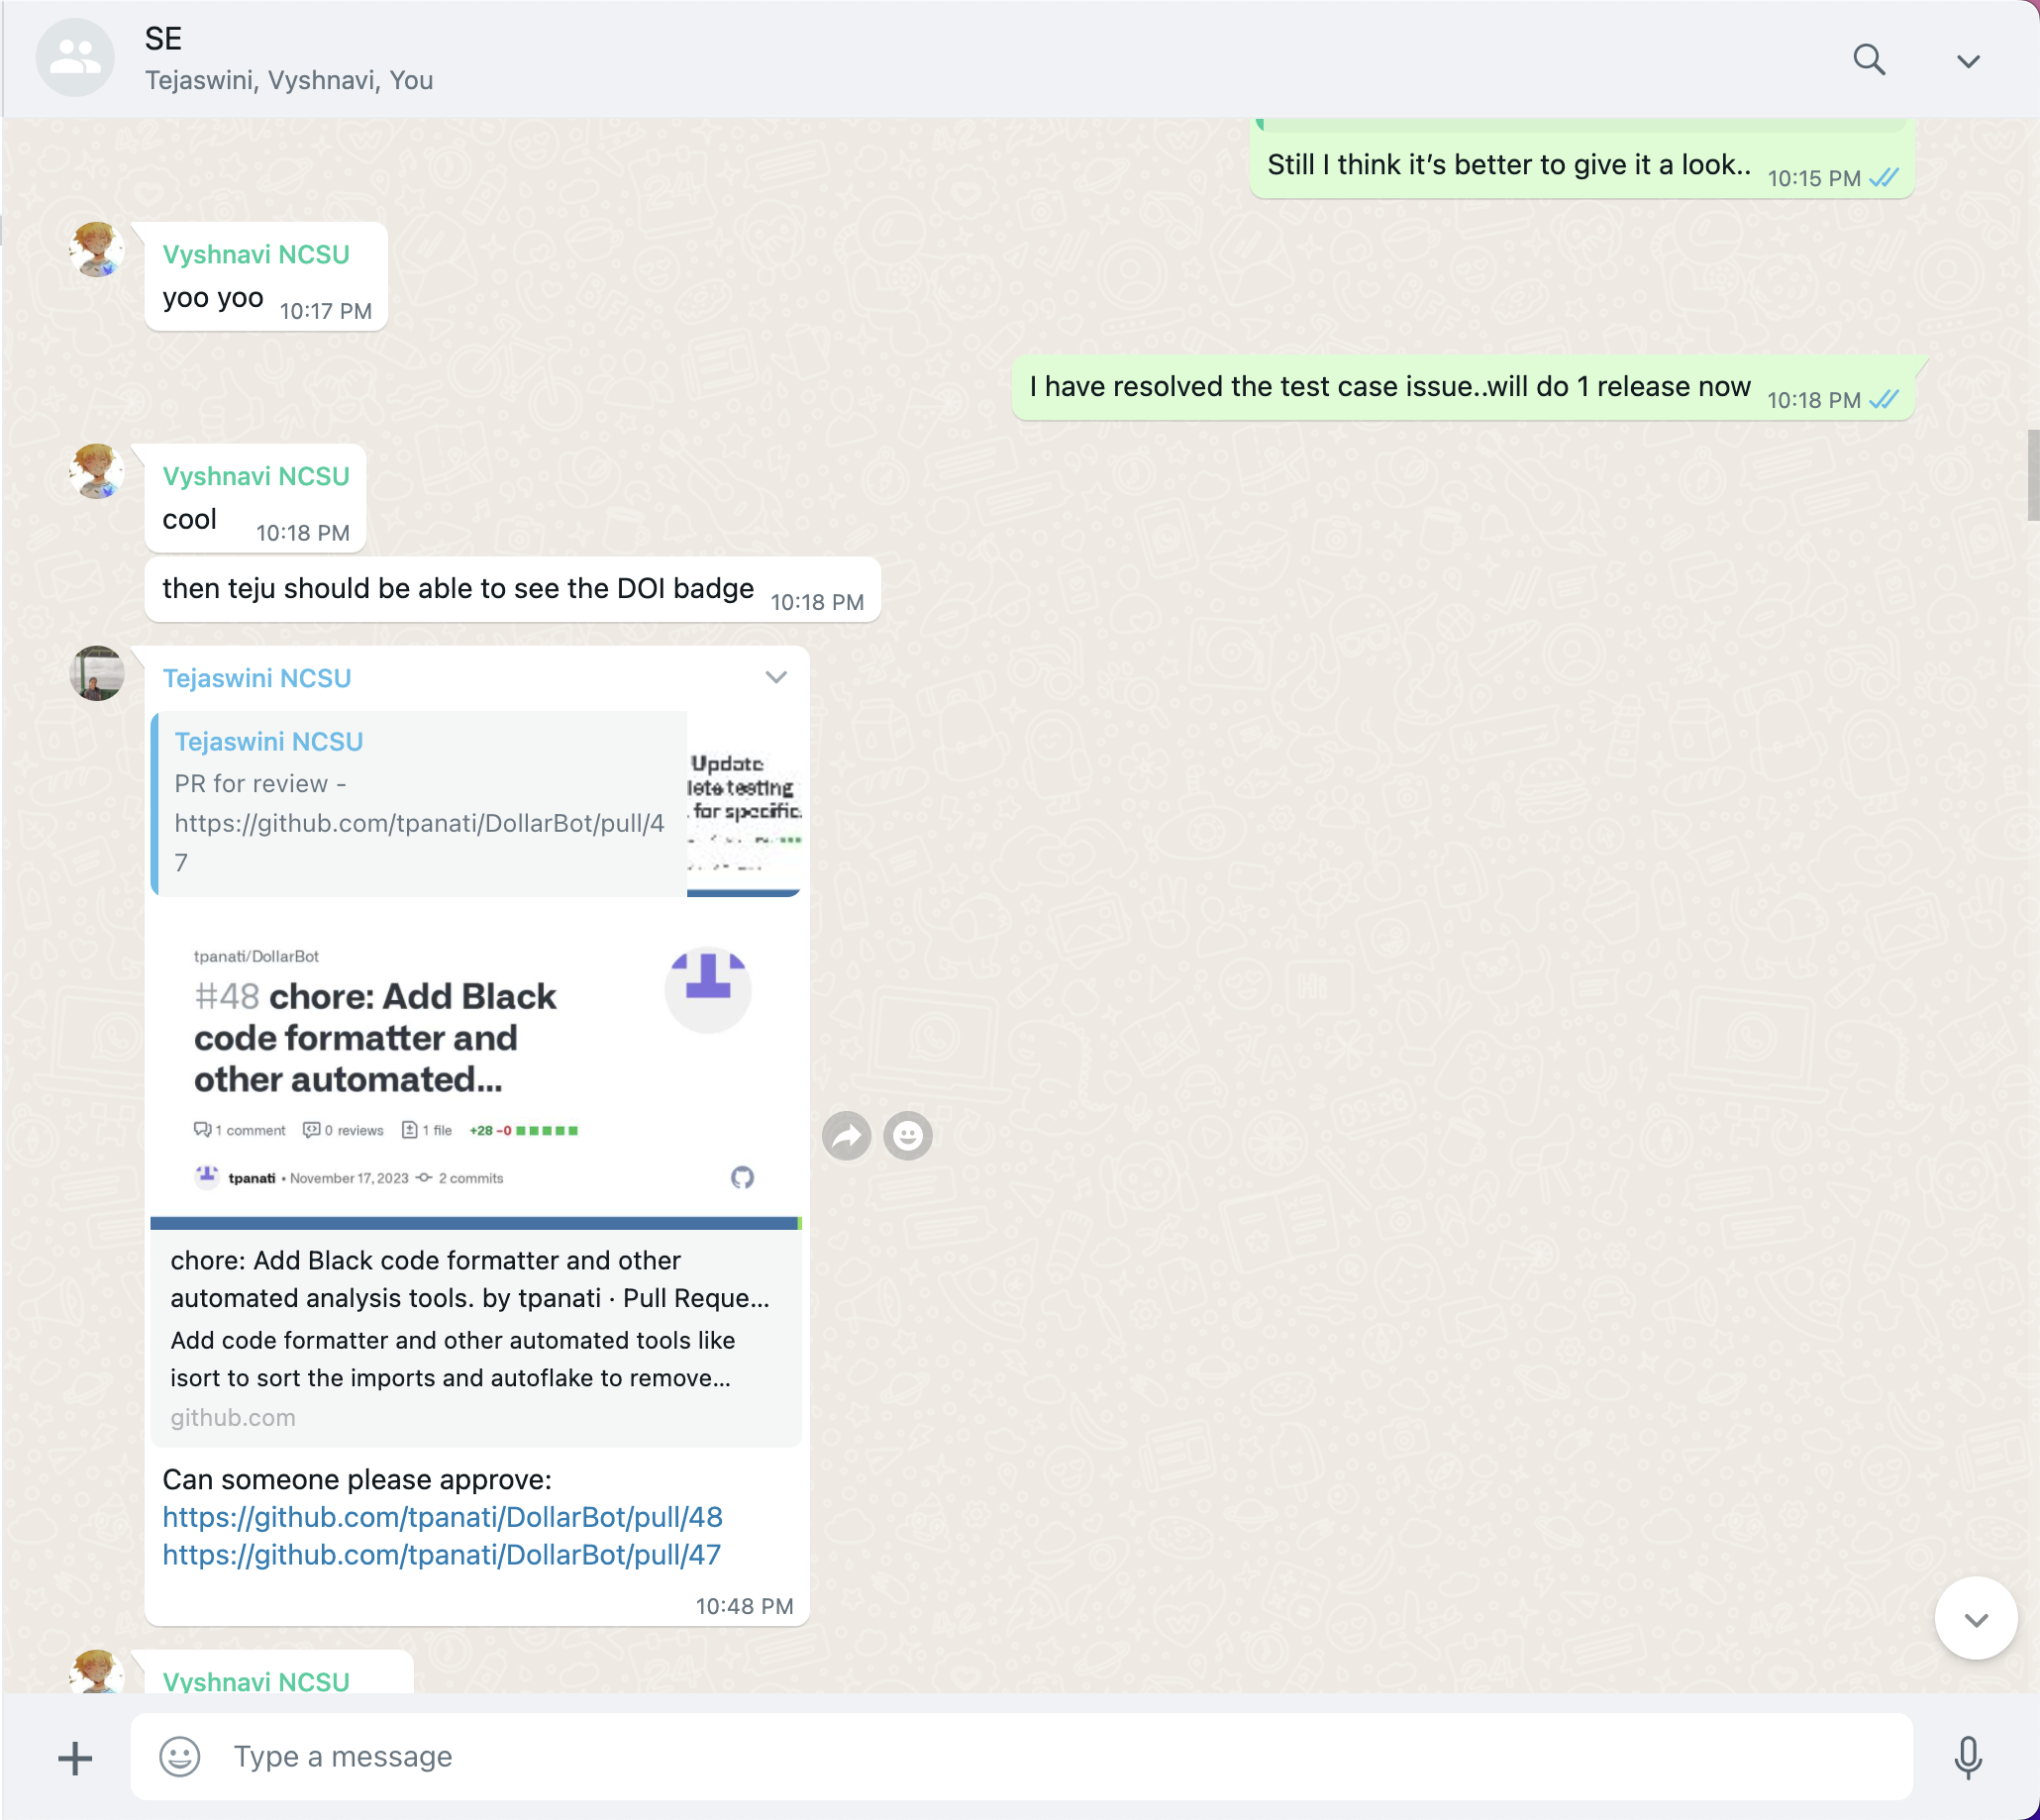 SE
Tejaswini, Vyshnavi, You
Still I think it’s better to give it a look.. 10:15 PM
Vyshnavi NCSU
yoo yoo 10:17 PM
I have resolved the test case issue..will do 1 release now 10:18 PM
Vyshnavi NCSU
cool 10:18 PM
then teju should be able to see the DOI badge 10:18 PM
Tejaswini NCSU
Tejaswini NCSU
PR for review -
https://github.com/tpanati/DollarBot/pull/4
7
Update
lete testing
for specific
tpanati/DollarBot
#48 chore: Add Black
code formatter and
other automated...
1 comment 0 reviews 1 file +28 -0
tpanati • November 17, 2023 2 commits
chore: Add Black code formatter and other
automated analysis tools. by tpanati · Pull Reque...
Add code formatter and other automated tools like
isort to sort the imports and autoflake to remove...
github.com
Can someone please approve:
https://github.com/tpanati/DollarBot/pull/48
https://github.com/tpanati/DollarBot/pull/47
10:48 PM
Vyshnavi NCSU
Type a message